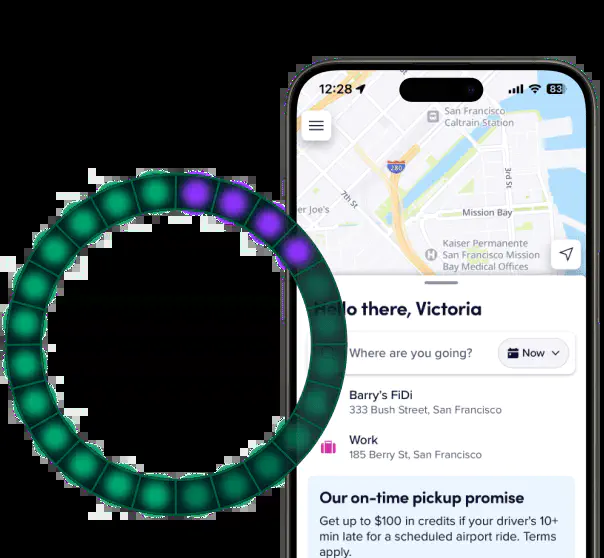 12:28
83
San Francisco
Caltrain Station
280
3rd St
7th St
er Joe's
Mission Bay
Kaiser Permanente
San Francisco Mission
Bay Medical Offices
Hello there, Victoria
Where are you going?
Now
Barry's FiDi
333 Bush Street, San Francisco
Work
185 Berry St, San Francisco
Our on-time pickup promise
Get up to $100 in credits if your driver's 10+
min late for a scheduled airport ride. Terms
apply.